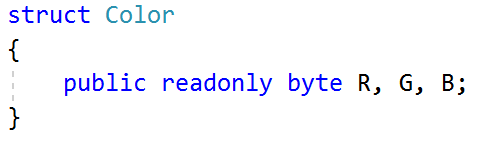 struct Color
{
    public readonly byte R, G, B;
}